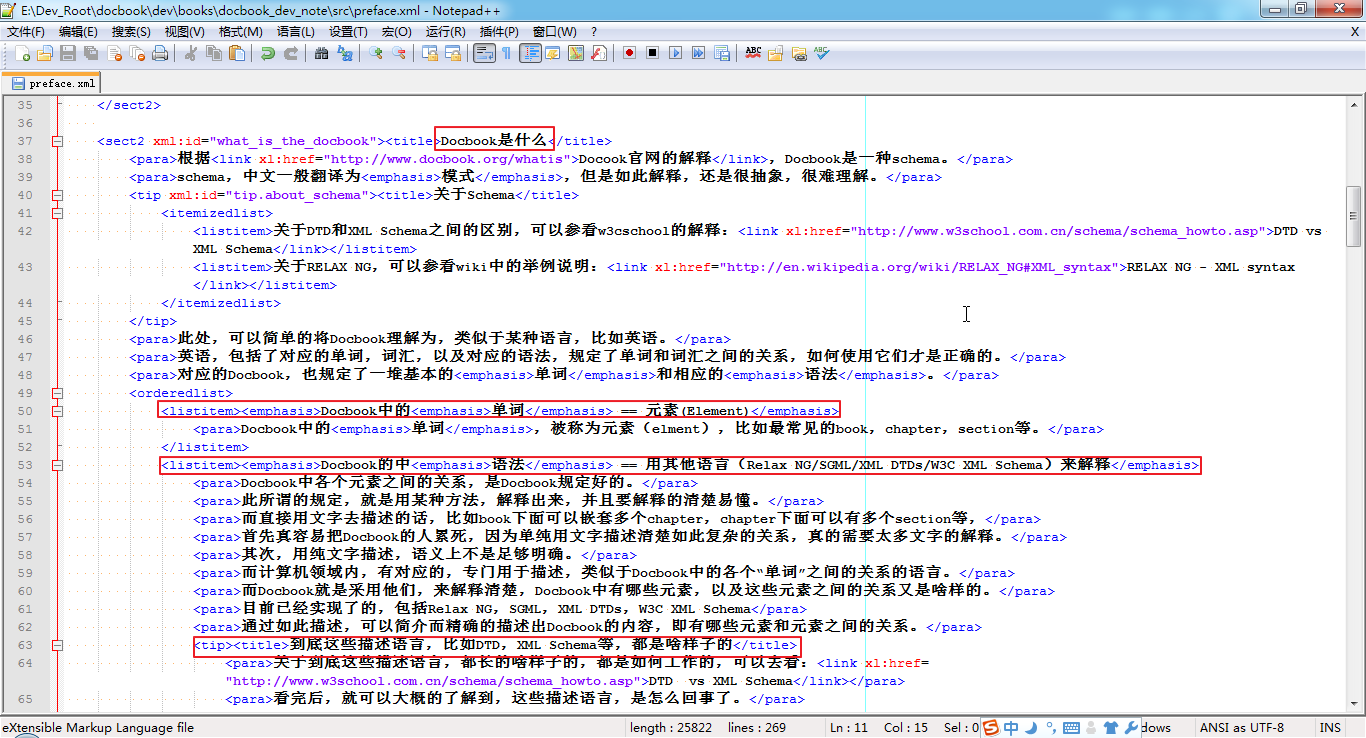 E:\Dev_Root\docbook\dev\books\docbook_dev_note\src\preface.xml - Notepad++
文件(F) 编辑(E) 搜索(S) 视图(V) 格式(M) 语言(L) 设置(T) 宏(O) 运行(R) 插件(P) 窗口(W) ? X
preface.xml
35 </sect2>
36
37 <sect2 xml:id="what_is_the_docbook"><title>Docbook是什么</title>
38 <para>根据<link xl:href="http://www.docbook.org/whatis">Docook官网的解释</link>，Docbook是一种schema。</para>
39 <para>schema，中文一般翻译为<emphasis>模式</emphasis>，但是如此解释，还是很抽象，很难理解。</para>
40 <tip xml:id="tip.about_schema"><title>关于Schema</title>
41 <itemizedlist>
42 <listitem>关于DTD和XML Schema之间的区别，可以参看w3cschool的解释：<link xl:href="http://www.w3school.com.cn/schema/schema_howto.asp">DTD vs
XML Schema</link></listitem>
43 <listitem>关于RELAX NG，可以参看wiki中的举例说明：<link xl:href="http://en.wikipedia.org/wiki/RELAX_NG#XML_syntax">RELAX NG - XML syntax
</link></listitem>
44 </itemizedlist>
45 </tip>
46 <para>此处，可以简单的将Docbook理解为，类似于某种语言，比如英语。</para>
47 <para>英语，包括了对应的单词，词汇，以及对应的语法，规定了单词和词汇之间的关系，如何使用它们才是正确的。</para>
48 <para>对应的Docbook，也规定了一堆基本的<emphasis>单词</emphasis>和相应的<emphasis>语法</emphasis>。</para>
49 <orderedlist>
50 <listitem><emphasis>Docbook中的<emphasis>单词</emphasis> == 元素(Element)</emphasis>
51 <para>Docbook中的<emphasis>单词</emphasis>，被称为元素（elment），比如最常见的book，chapter，section等。</para>
52 </listitem>
53 <listitem><emphasis>Docbook的中<emphasis>语法</emphasis> == 用其他语言（Relax NG/SGML/XML DTDs/W3C XML Schema）来解释</emphasis>
54 <para>Docbook中各个元素之间的关系，是Docbook规定好的。</para>
55 <para>此所谓的规定，就是用某种方法，解释出来，并且要解释的清楚易懂。</para>
56 <para>而直接用文字去描述的话，比如book下面可以嵌套多个chapter，chapter下面可以有多个section等，</para>
57 <para>首先真容易把Docbook的人累死，因为单纯用文字描述清楚如此复杂的关系，真的需要太多文字的解释。</para>
58 <para>其次，用纯文字描述，语义上不是足够明确。</para>
59 <para>而计算机领域内，有对应的，专门用于描述，类似于Docbook中的各个“单词”之间的关系的语言。</para>
60 <para>而Docbook就是采用他们，来解释清楚，Docbook中有哪些元素，以及这些元素之间的关系又是啥样的。</para>
61 <para>目前已经实现了的，包括Relax NG，SGML，XML DTDs，W3C XML Schema</para>
62 <para>通过如此描述，可以简介而精确的描述出Docbook的内容，即有哪些元素和元素之间的关系。</para>
63 <tip><title>到底这些描述语言，比如DTD，XML Schema等，都是啥样子的</title>
64 <para>关于到底这些描述语言，都长的啥样子的，都是如何工作的，可以去看：<link xl:href=
"http://www.w3school.com.cn/schema/schema_howto.asp">DTD  vs XML Schema</link></para>
65 <para>看完后，就可以大概的了解到，这些描述语言，是怎么回事了。</para>
eXtensible Markup Language file length : 25822 lines : 269 Ln : 11 Col : 15 Sel : 0 中 dows ANSI as UTF-8 INS